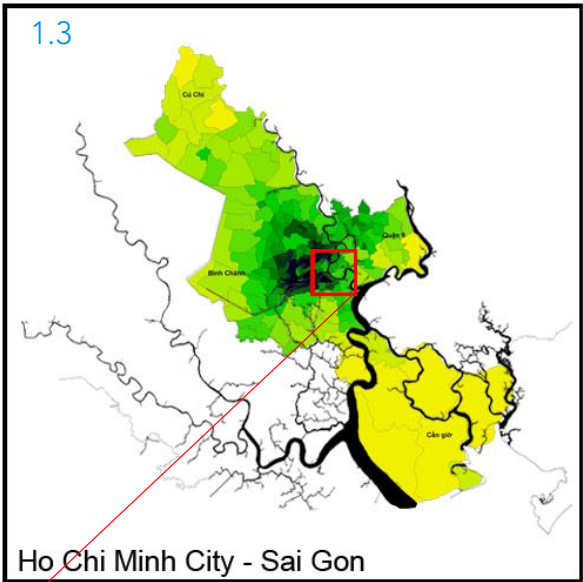 1.3
Củ Chi
Quận 9
Bình Chánh
Cần giờ
Ho Chi Minh City - Sai Gon